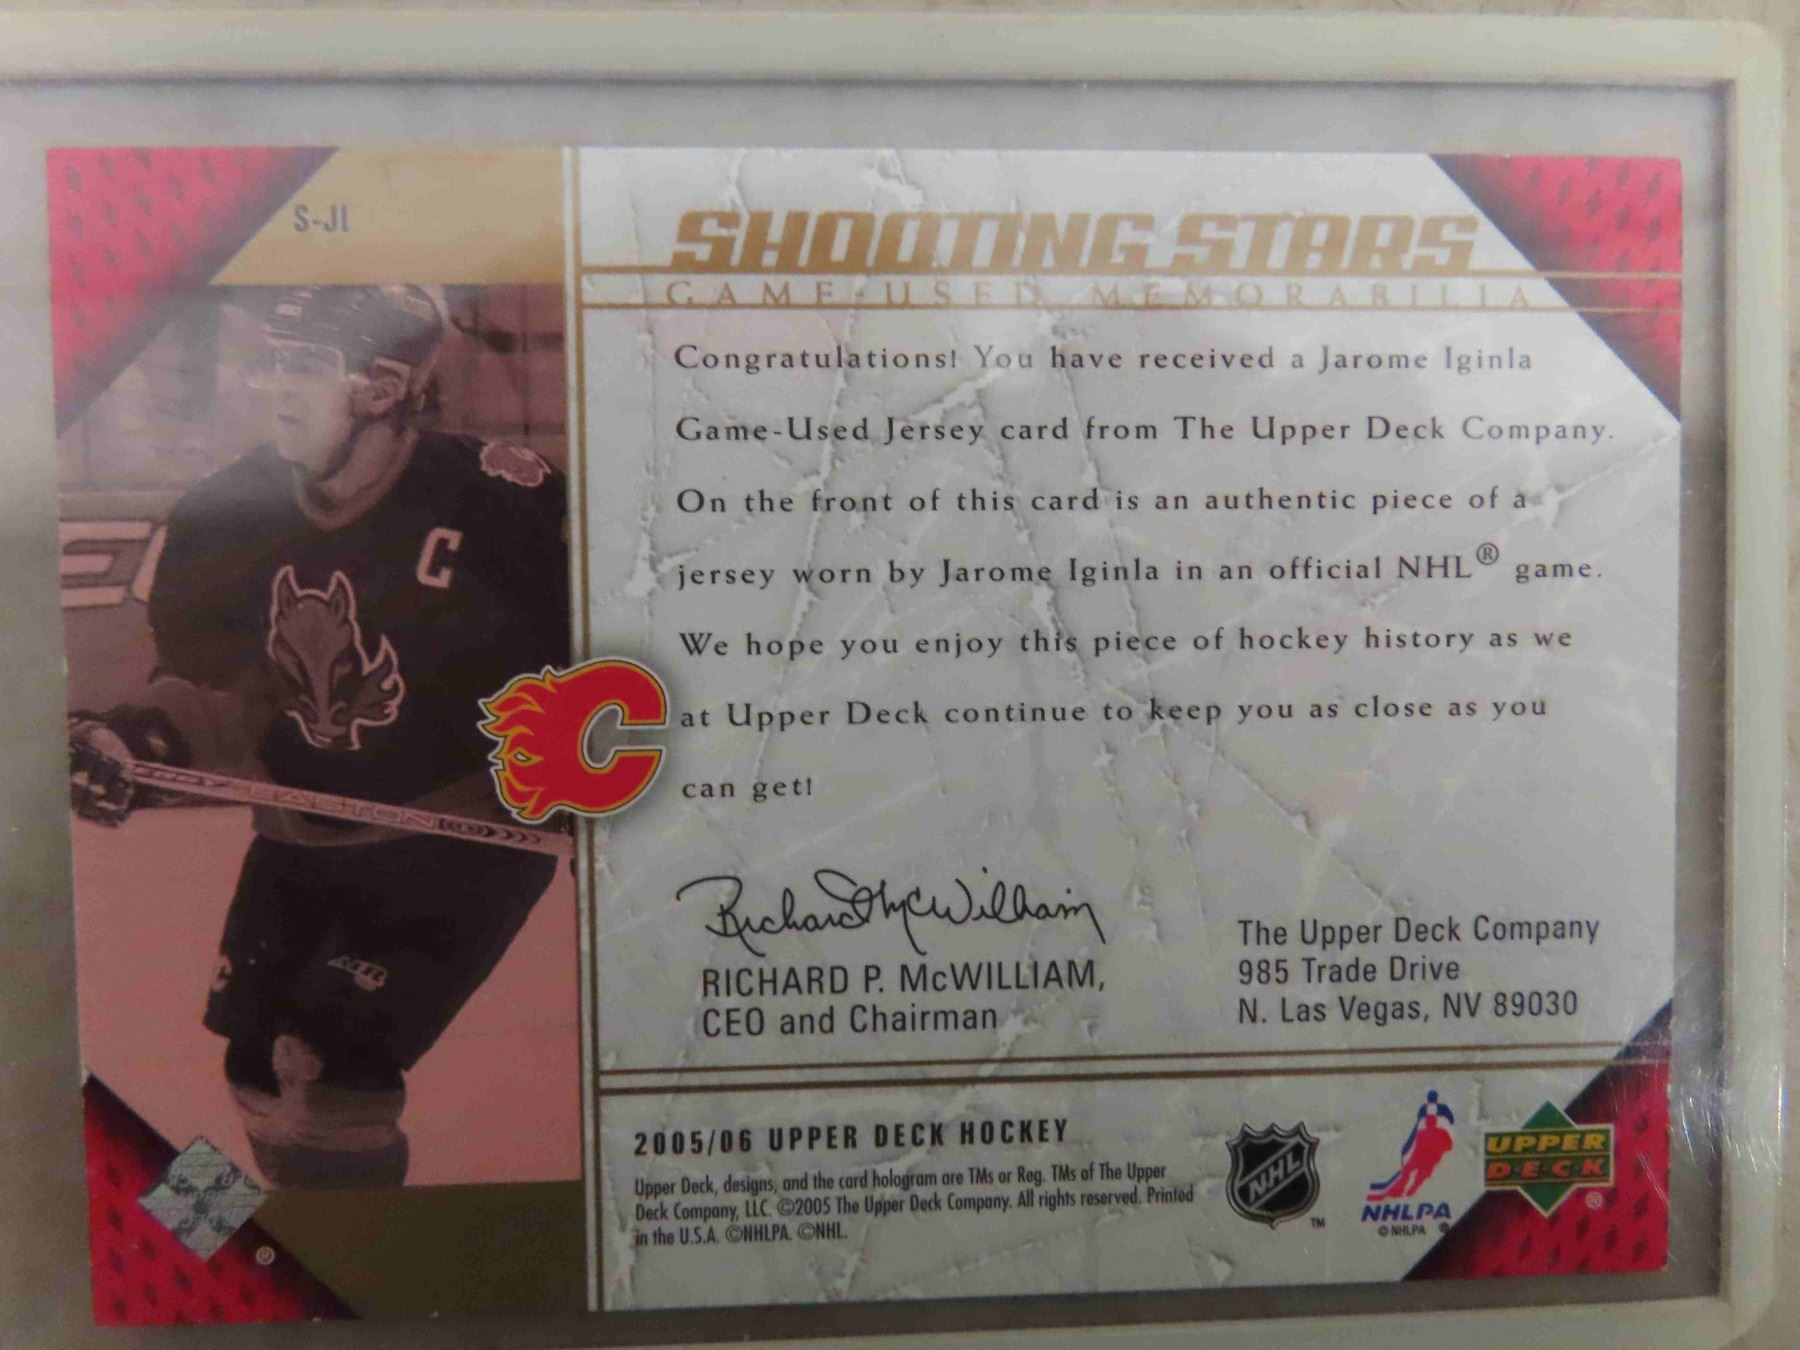 S-JI
SHOOTING STARS
GAME-USED MEMORABILIA
Congratulations! You have received a Jarome Iginla
Game-Used Jersey card from The Upper Deck Company.
On the front of this card is an authentic piece of a
jersey worn by Jarome Iginla in an official NHL® game.
We hope you enjoy this piece of hockey history as we
at Upper Deck continue to keep you as close as you
can get!
C
C
EASTON
Richard McWilliam
RICHARD P. McWILLIAM,
CEO and Chairman
The Upper Deck Company
985 Trade Drive
N. Las Vegas, NV 89030
2005/06 UPPER DECK HOCKEY
Upper Deck, designs, and the card hologram are TMs or Reg. TMs of The Upper
Deck Company, LLC. ©2005 The Upper Deck Company. All rights reserved. Printed
in the U.S.A. ©NHLPA. ©NHL.
NHL
TM
NHLPA
© NHLPA
UPPER
DECK
®
®